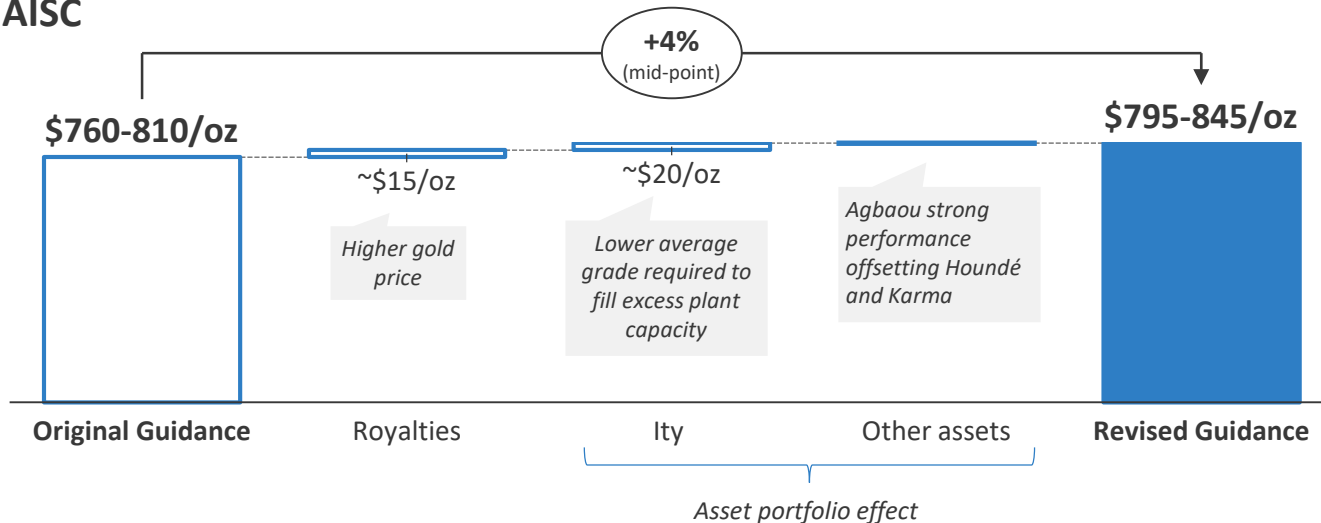 AISC
+4%
(mid-point)
$760-810/oz
$795-845/oz
~$15/oz
~$20/oz
Higher gold
price
Lower average
grade required to
fill excess plant
capacity
Agbaou strong
performance
offsetting Houndé
and Karma
Original Guidance
Royalties
Ity
Other assets
Revised Guidance
Asset portfolio effect